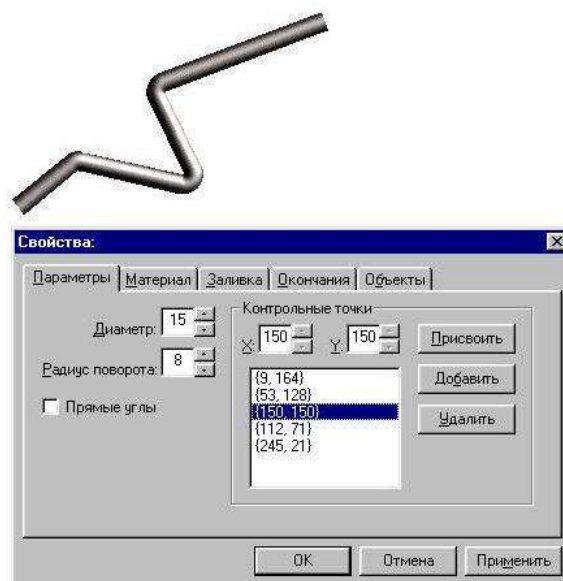 Свойства:
Параметры Материал Заливка Окончания Объекты
Диаметр: 15
Радиус поворота: 8
Прямые углы
Контрольные точки
X: 150 Y: 150
{9, 164}
{53, 128}
{150, 150}
{112, 71}
{245, 21}
Присвоить
Добавить
Удалить
OK Отмена Применить